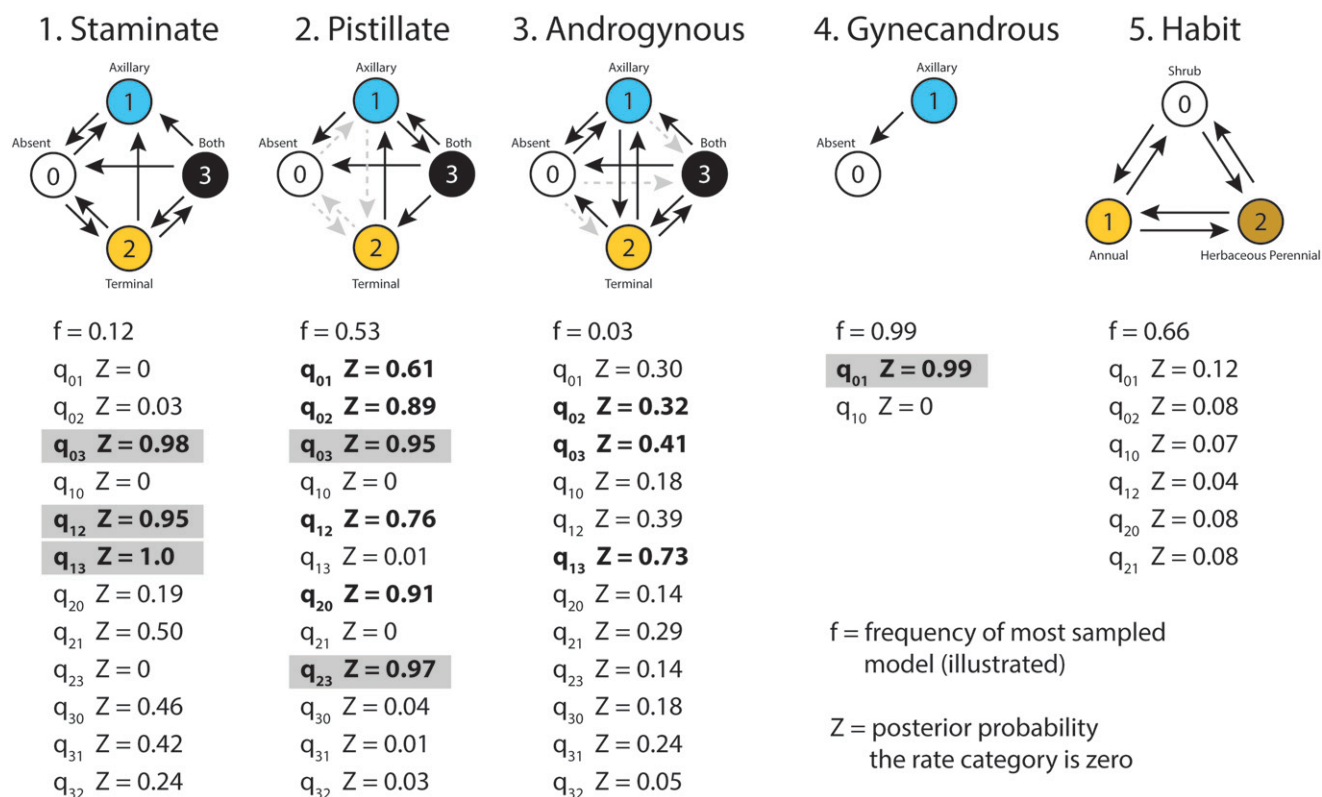 1. Staminate
Axillary
1
Absent
0
Both
3
2
Terminal
f = 0.12
q01 Z = 0
q02 Z = 0.03
q03 Z = 0.98
q10 Z = 0
q12 Z = 0.95
q13 Z = 1.0
q20 Z = 0.19
q21 Z = 0.50
q23 Z = 0
q30 Z = 0.46
q31 Z = 0.42
q32 Z = 0.24
2. Pistillate
Axillary
1
Absent
0
Both
3
2
Terminal
f = 0.53
q01 Z = 0.61
q02 Z = 0.89
q03 Z = 0.95
q10 Z = 0
q12 Z = 0.76
q13 Z = 0.01
q20 Z = 0.91
q21 Z = 0
q23 Z = 0.97
q30 Z = 0.04
q31 Z = 0.01
q32 Z = 0.03
3. Androgynous
Axillary
1
Absent
0
Both
3
2
Terminal
f = 0.03
q01 Z = 0.30
q02 Z = 0.32
q03 Z = 0.41
q10 Z = 0.18
q12 Z = 0.39
q13 Z = 0.73
q20 Z = 0.14
q21 Z = 0.29
q23 Z = 0.14
q30 Z = 0.18
q31 Z = 0.24
q32 Z = 0.05
4. Gynecandrous
Axillary
1
Absent
0
f = 0.99
q01 Z = 0.99
q10 Z = 0
5. Habit
Shrub
0
1
Annual
2
Herbaceous Perennial
f = 0.66
q01 Z = 0.12
q02 Z = 0.08
q10 Z = 0.07
q12 Z = 0.04
q20 Z = 0.08
q21 Z = 0.08
f = frequency of most sampled
model (illustrated)
Z = posterior probability
the rate category is zero